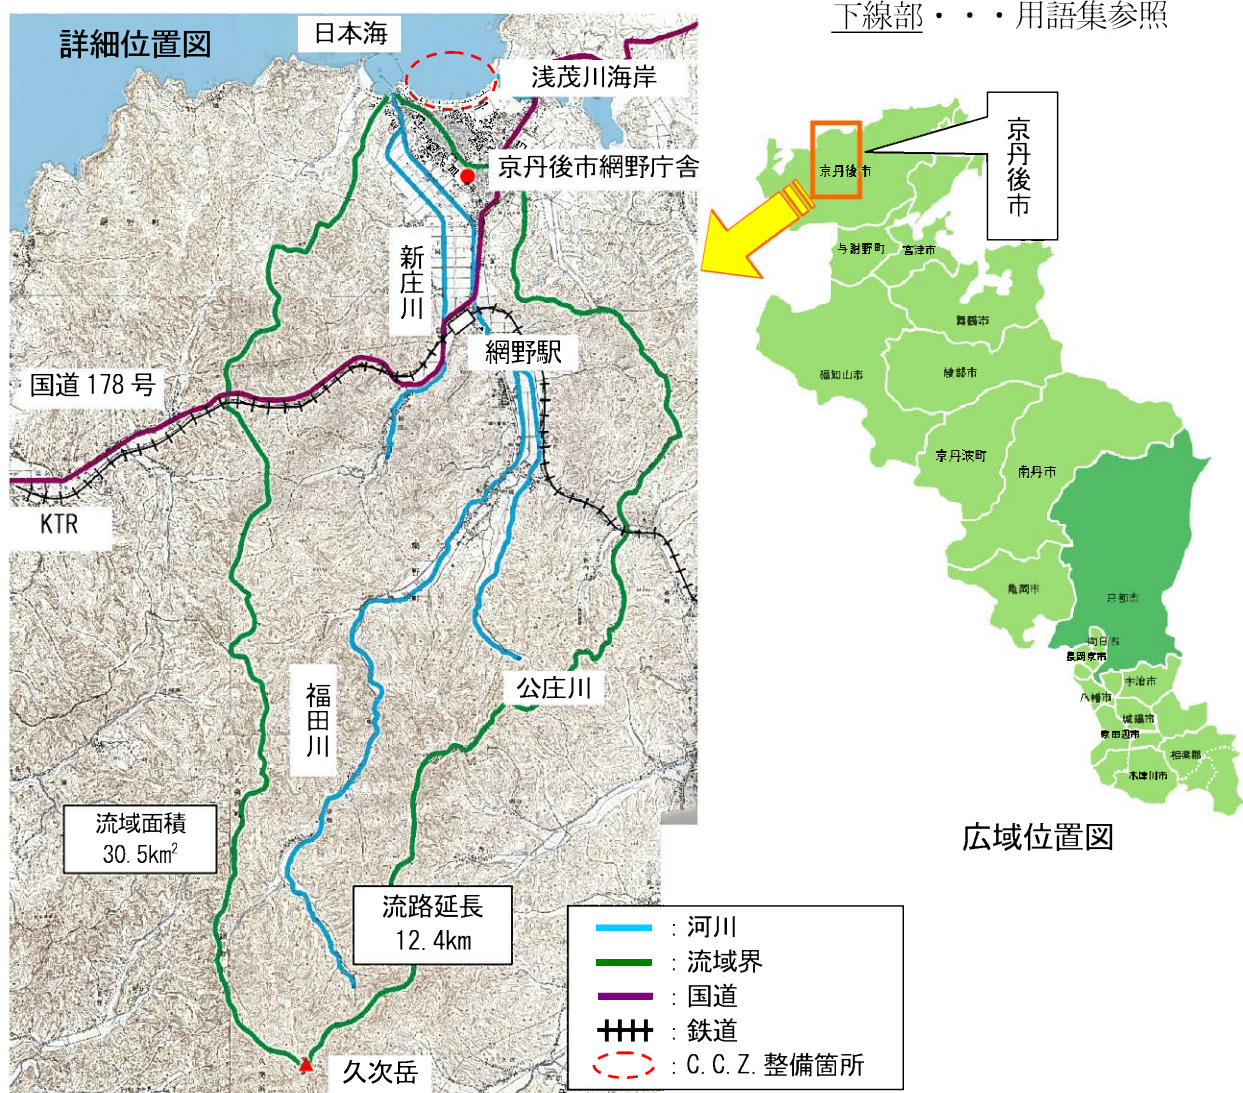 下線部・・・用語集参照
詳細位置図
日本海
浅茂川海岸
京丹後市網野庁舎
新庄川
網野駅
国道178号
KTR
公庄川
福田川
流域面積
30.5km²
流路延長
12.4km
久次岳
：河川
：流域界
：国道
：鉄道
：C.C.Z.整備箇所
京丹後市
京丹後市
与謝野町
宮津市
舞鶴市
福知山市
綾部市
京丹波町
南丹市
亀岡市
京都市
向日市
長岡京市
宇治市
八幡市
城陽市
京田辺市
相楽郡
木津川市
広域位置図